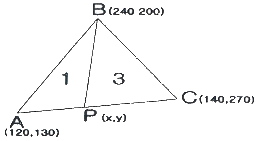 B (240 200)
1 3
C (140,270)
A P (x,y)
(120,130)